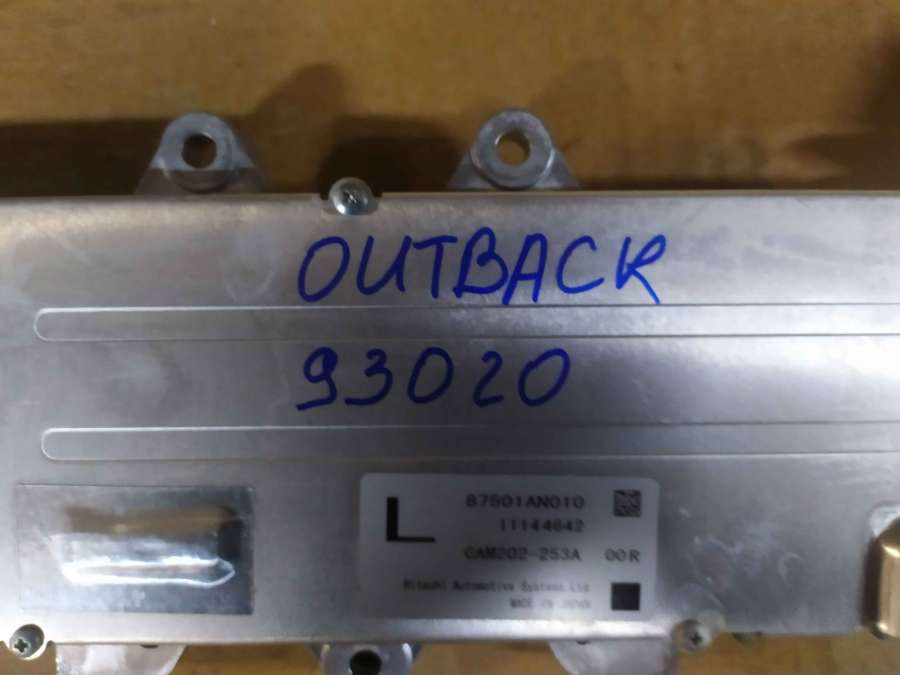 OUTBACK
93020
L
87501AN010
11144642
GAM202-253A 00R
Hitachi Automotive Systems,Ltd
MADE IN JAPAN